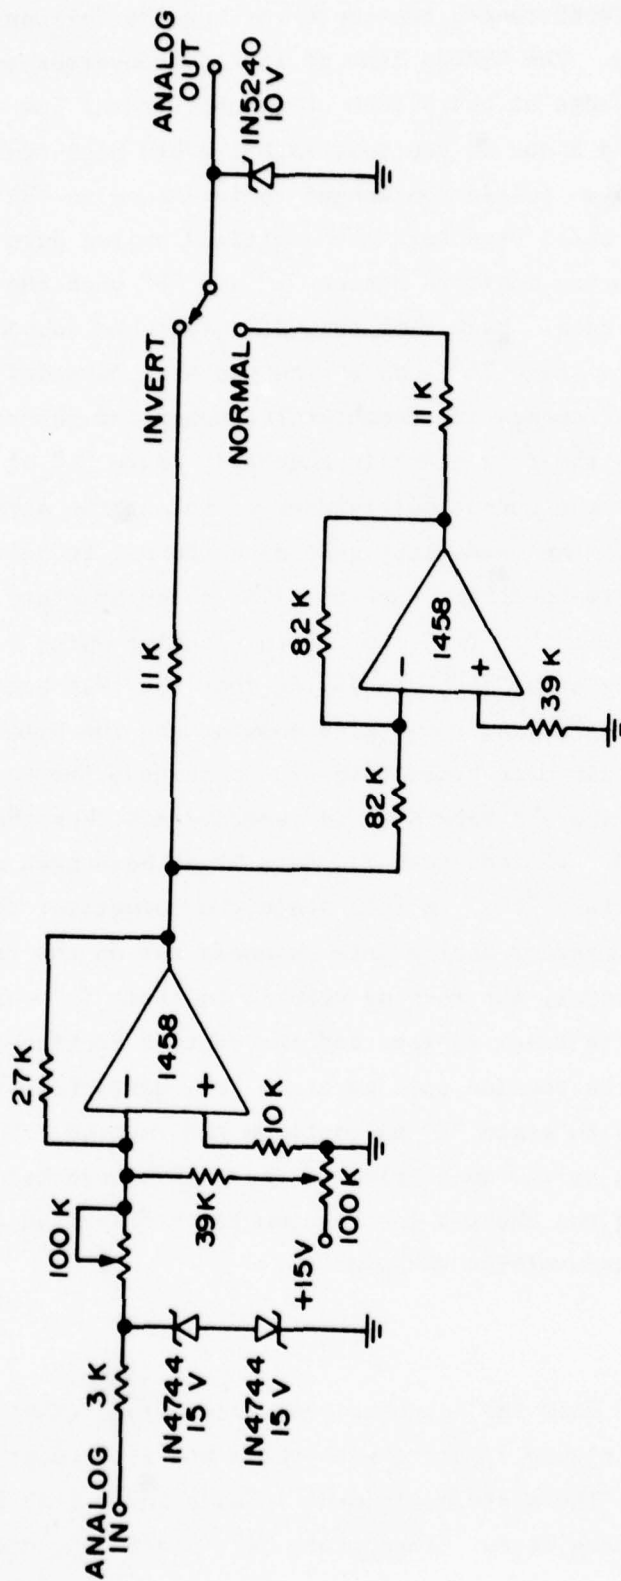 ANALOG
IN
3 K
1N4744
15 V
1N4744
15 V
100 K
+15V
100 K
39K
10 K
27K
–
+
1458
82 K
82 K
–
+
1458
39 K
11 K
11 K
INVERT
NORMAL
ANALOG
OUT
1N5240
10 V